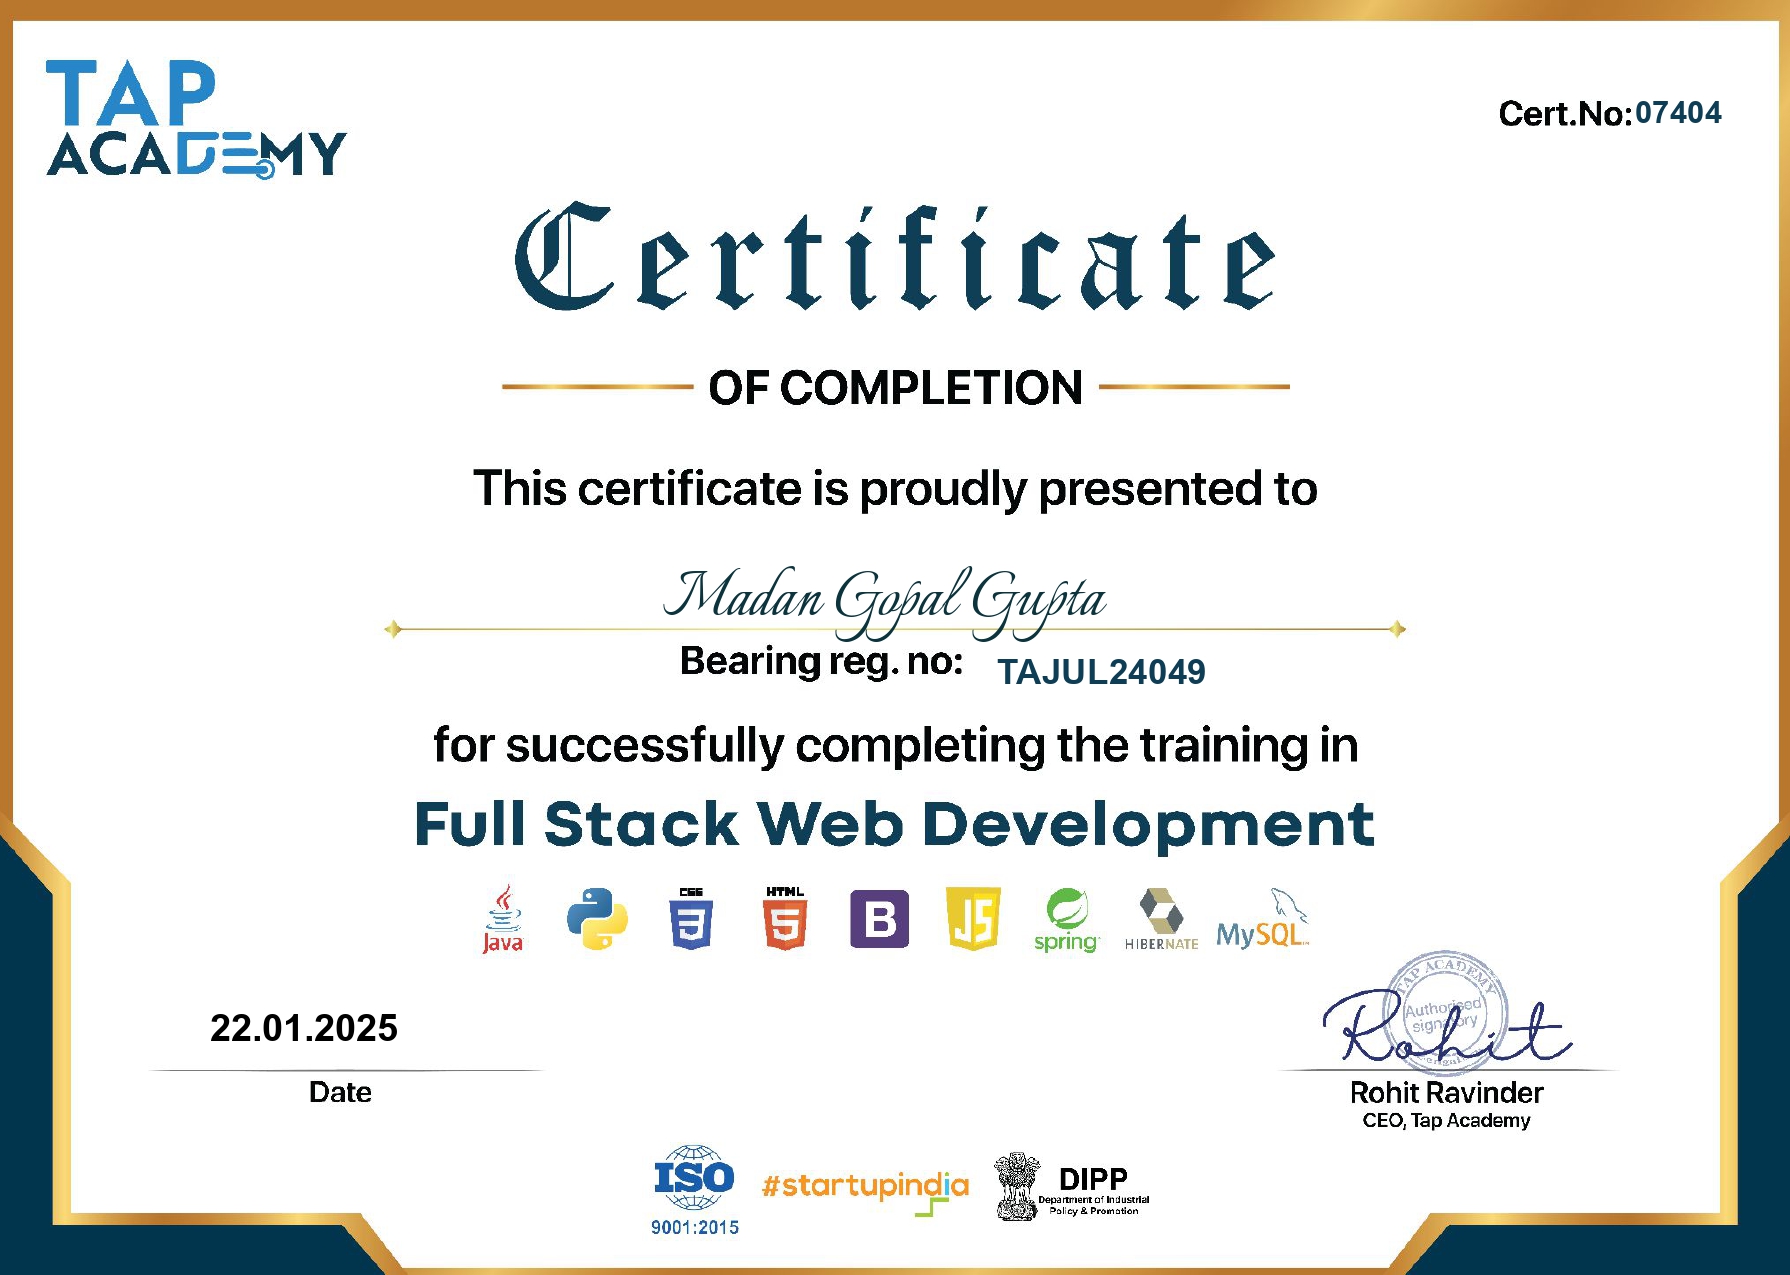 TAP
ACADEMY
Cert.No:07404
Certificate
OF COMPLETION
This certificate is proudly presented to
Madan Gopal Gupta
Bearing reg. no: TAJUL24049
for successfully completing the training in
Full Stack Web Development
Java
CSS
3
HTML
5
B
JS
spring
HIBERNATE
MySQL
TAP ACADEMY
Authorised
signatory
Rohit
22.01.2025
Date
Rohit Ravinder
CEO, Tap Academy
ISO
9001:2015
#startupindia
DIPP
Department of Industrial
Policy & Promotion